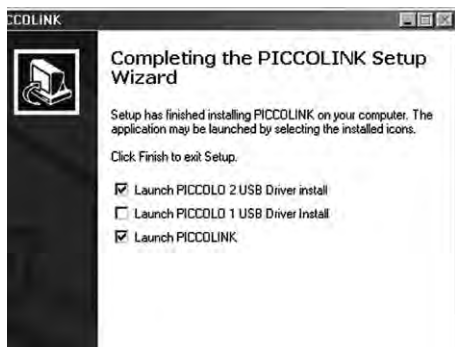 CCOLINK
Completing the PICCOLINK Setup
Wizard
Setup has finished installing PICCOLINK on your computer. The
application may be launched by selecting the installed icons.
Click Finish to exit Setup.
Launch PICCOLO 2 USB Driver install
Launch PICCOLO 1 USB Driver Install
Launch PICCOLINK